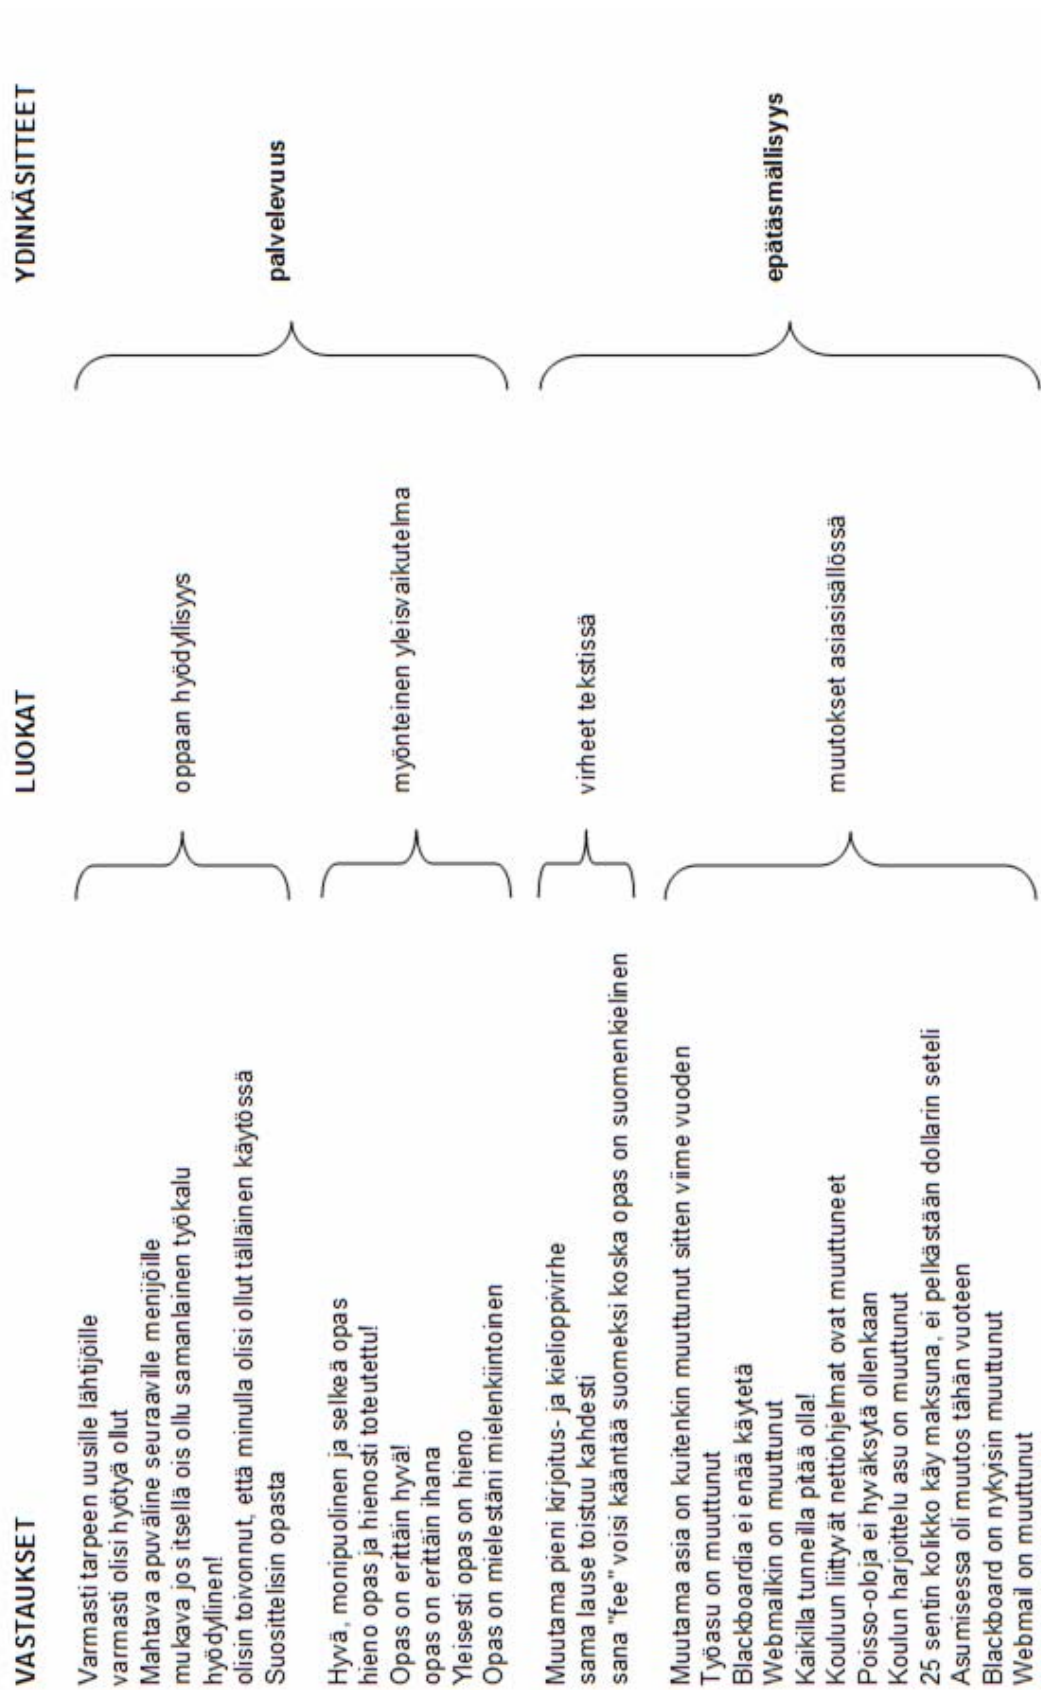 VASTAUKSET
LUOKAT
YDINKÄSITTEET
Varmasti tarpeen uusille lähtijöille
varmasti olisi hyötyä ollut
Mahtava apuväline seuraaville menijöille
mukava jos itsellä ois ollu samanlainen työkalu
hyödyllinen!
olisin toivonnut, että minulla olisi ollut tälläinen käytössä
Suosittelisin opasta
oppaan hyödyllisyys
Hyvä, monipuolinen ja selkeä opas
hieno opas ja hienosti toteutettu!
Opas on erittäin hyvä!
opas on erittäin ihana
Yleisesti opas on hieno
Opas on mielestäni mielenkiintoinen
myönteinen yleisvaikutelma
palvelevuus
Muutama pieni kirjoitus- ja kielioppivirhe
sama lause toistuu kahdesti
sana "fee" voisi kääntää suomeksi koska opas on suomenkielinen
virheet tekstissä
Muutama asia on kuitenkin muuttunut sitten viime vuoden
Työasu on muuttunut
Blackboardia ei enää käytetä
Webmailkin on muuttunut
Kaikilla tunneilla pitää olla!
Koulun liittyvät nettiohjelmat ovat muuttuneet
Poisso-oloja ei hyväksytä ollenkaan
Koulun harjoittelu asu on muuttunut
25 sentin kolikko käy maksuna, ei pelkästään dollarin seteli
Asumisessa oli muutos tähän vuoteen
Blackboard on nykyisin muuttunut
Webmail on muuttunut
muutokset asiasisällössä
epätäsmällisyys